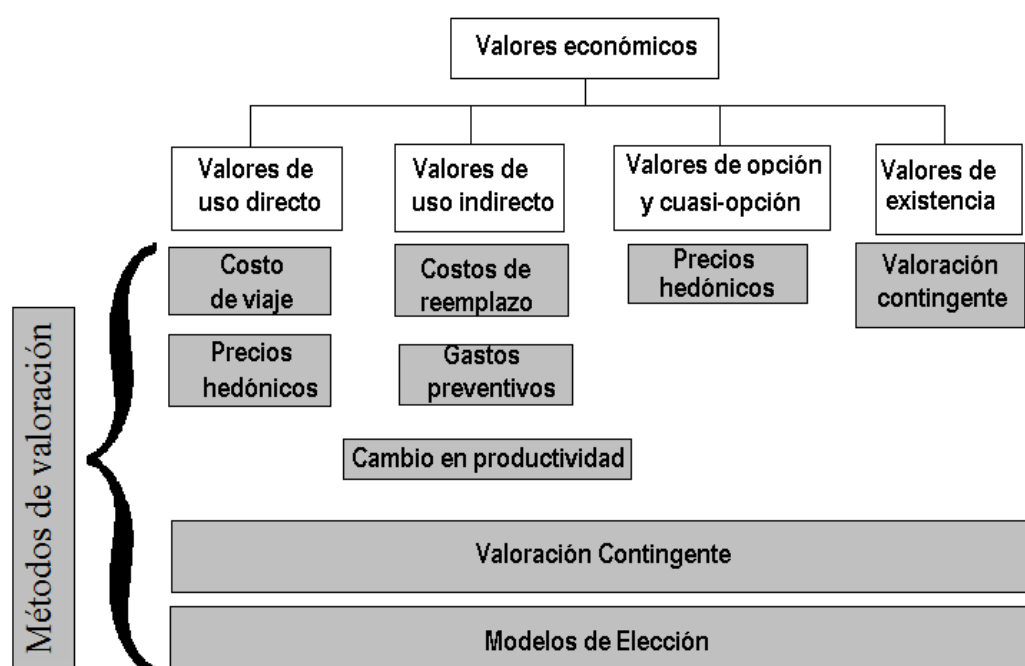 Valores económicos
Valores de
uso directo
Valores de
uso indirecto
Valores de opción
y cuasi-opción
Valores de
existencia
Métodos de valoración
Costo
de viaje
Costos de
reemplazo
Precios
hedónicos
Valoración
contingente
Precios
hedónicos
Gastos
preventivos
Cambio en productividad
Valoración Contingente
Modelos de Elección